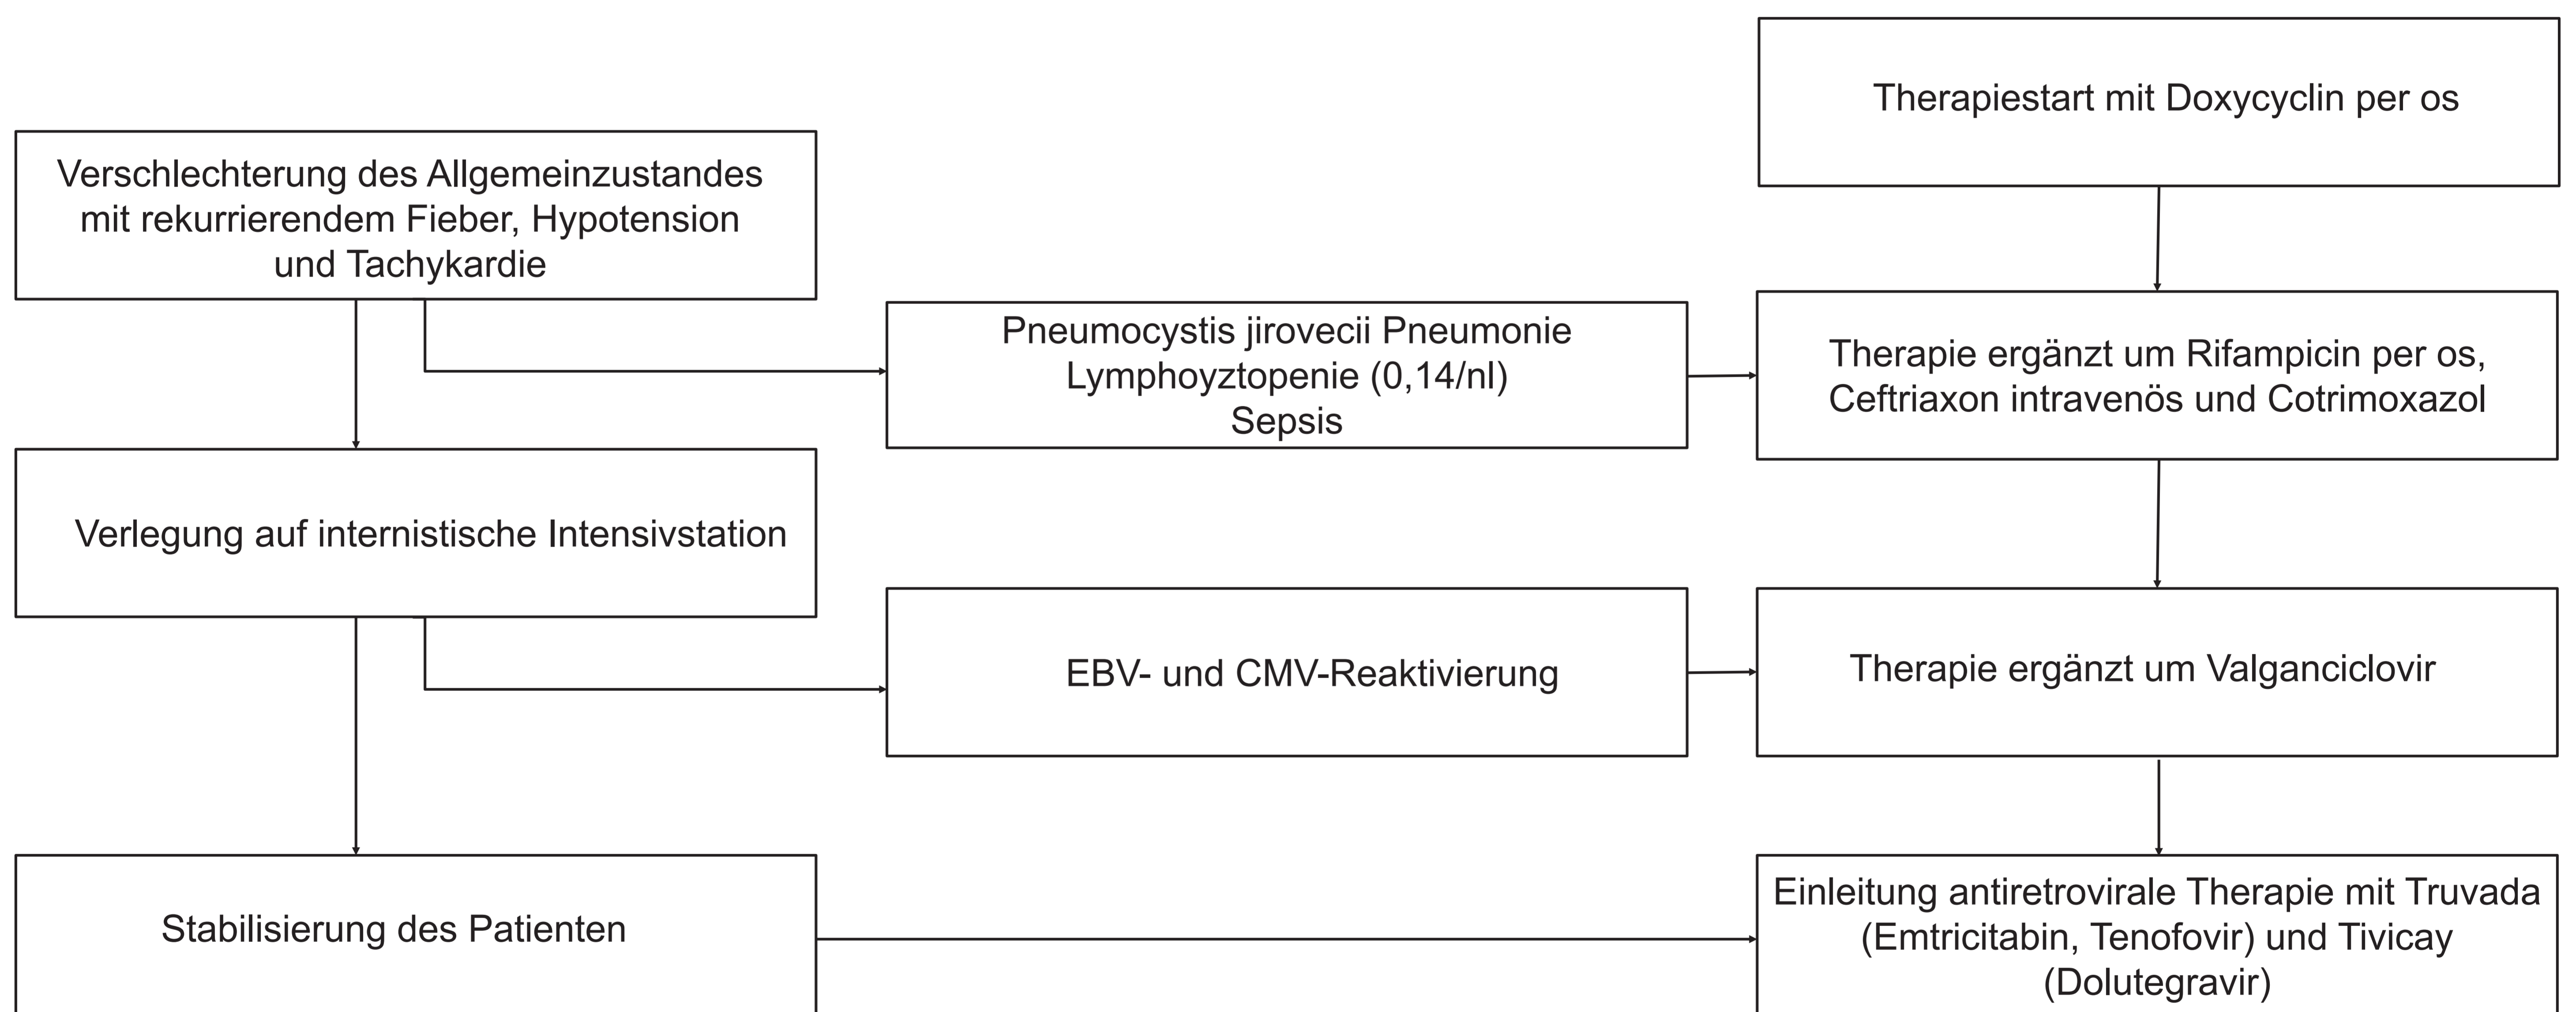 Therapiestart mit Doxycyclin per os
Verschlechterung des Allgemeinzustandes
mit rekurrierendem Fieber, Hypotension
und Tachykardie
Pneumocystis jirovecii Pneumonie
Lymphoyztopenie (0,14/nl)
Sepsis
Therapie ergänzt um Rifampicin per os,
Ceftriaxon intravenös und Cotrimoxazol
Verlegung auf internistische Intensivstation
EBV- und CMV-Reaktivierung
Therapie ergänzt um Valganciclovir
Stabilisierung des Patienten
Einleitung antiretrovirale Therapie mit Truvada
(Emtricitabin, Tenofovir) und Tivicay
(Dolutegravir)